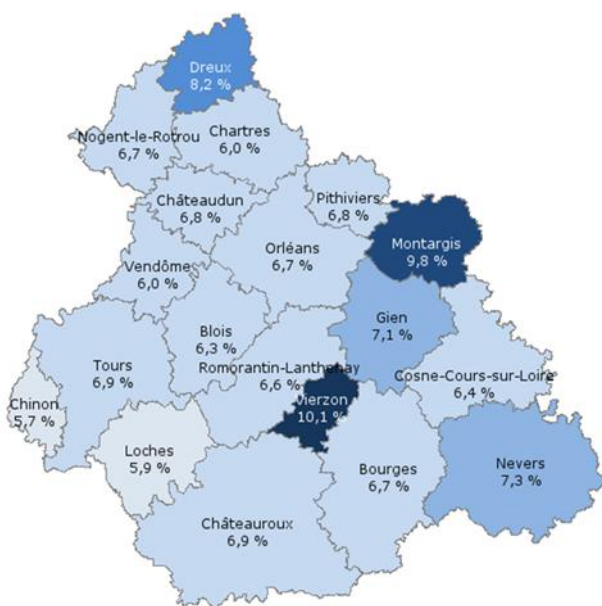 Dreux
8,2 %
Nogent-le-Rotrou
6,7 %
Chartres
6,0 %
Châteaudun
6,8 %
Pithiviers
6,8 %
Orléans
6,7 %
Montargis
9,8 %
Vendôme
6,0 %
Blois
6,3 %
Gien
7,1 %
Tours
6,9 %
Romorantin-Lanthenay
6,6 %
Cosne-Cours-sur-Loire
6,4 %
Chinon
5,7 %
Vierzon
10,1 %
Loches
5,9 %
Bourges
6,7 %
Nevers
7,3 %
Châteauroux
6,9 %